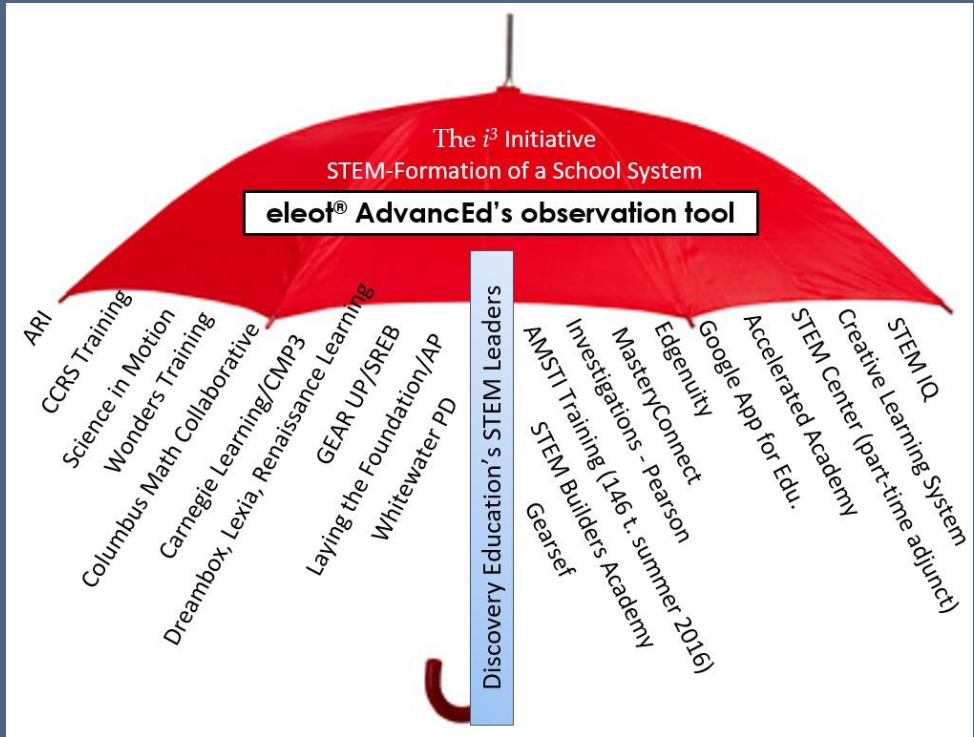 The i³ Initiative
STEM-Formation of a School System
eleot® AdvancEd's observation tool
ARI
CCRS Training
Science in Motion
Wonders Training
Columbus Math Collaborative
Carnegie Learning/CMP3
Dreambox, Lexia, Renaissance Learning
GEAR UP/SREB
Laying the Foundation/AP
Whitewater PD
Discovery Education's STEM Leaders
Gearsef
STEM Builders Academy
AMSTI Training (146 t. summer 2016)
Investigations - Pearson
MasteryConnect
Edgenuity
Google App for Edu.
Accelerated Academy
STEM Center (part-time adjunct)
Creative Learning System
STEM IQ